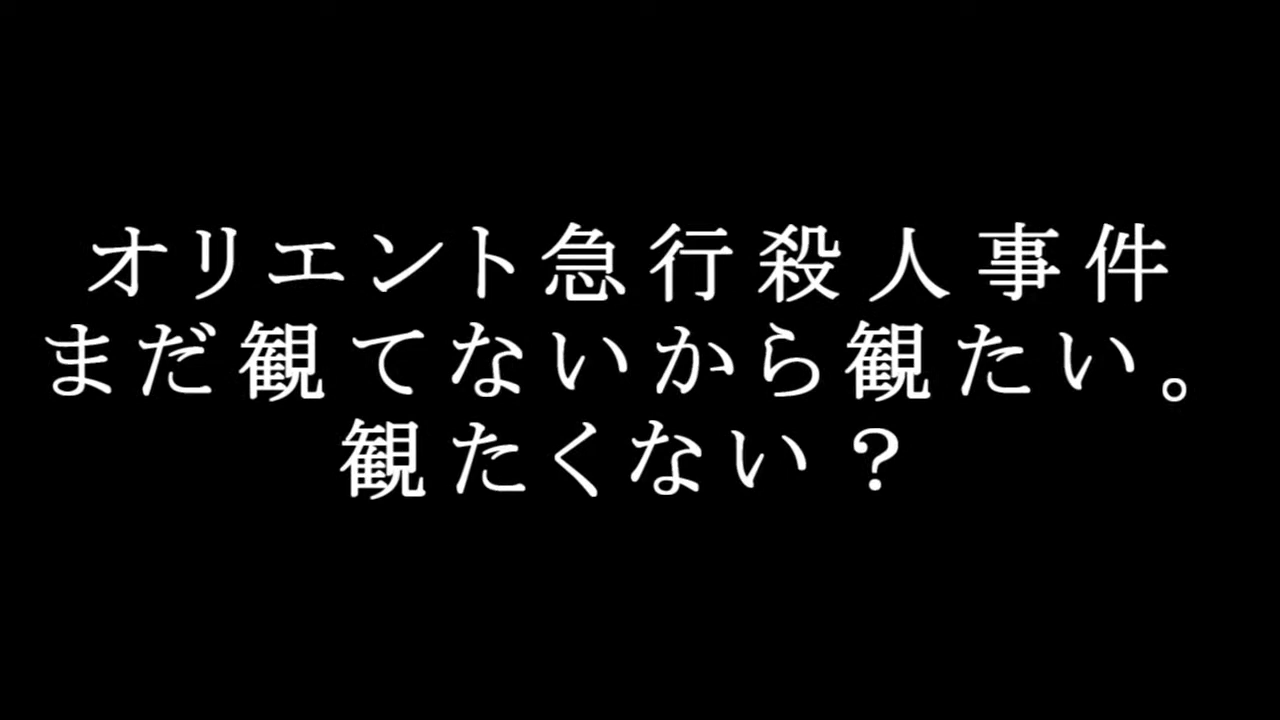 オリエント急行殺人事件
まだ観てないから観たい。
観たくない？